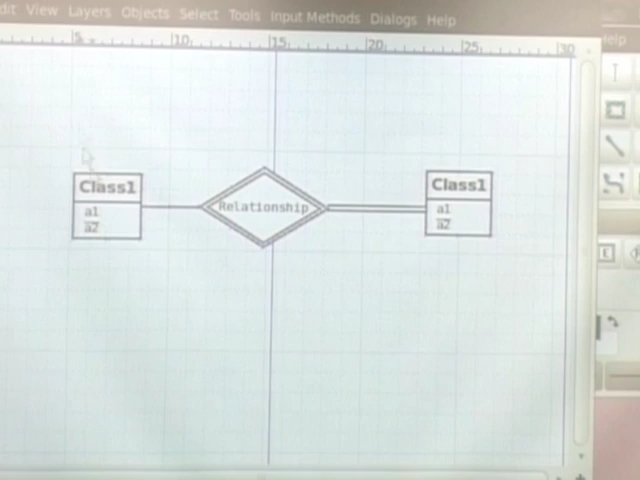 View Layers Objects Select Tools Input Methods Dialogs Help
5 10 15 20 25 30
Class1
a1
a2
Relationship
Class1
a1
a2